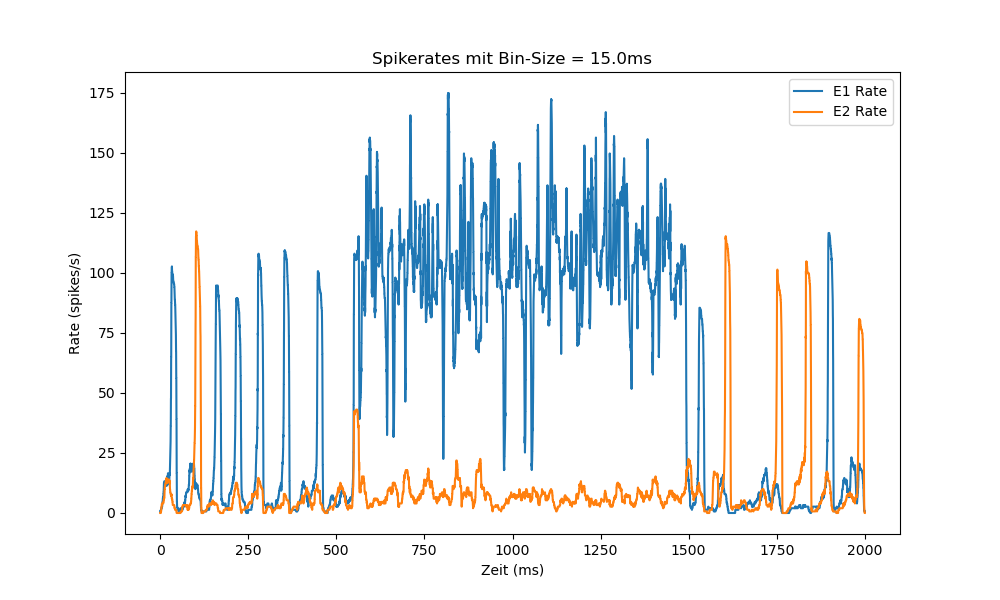 Spikerates mit Bin-Size = 15.0ms
E1 Rate
E2 Rate
175
150
125
100
75
50
25
0
Rate (spikes/s)
0 250 500 750 1000 1250 1500 1750 2000
Zeit (ms)